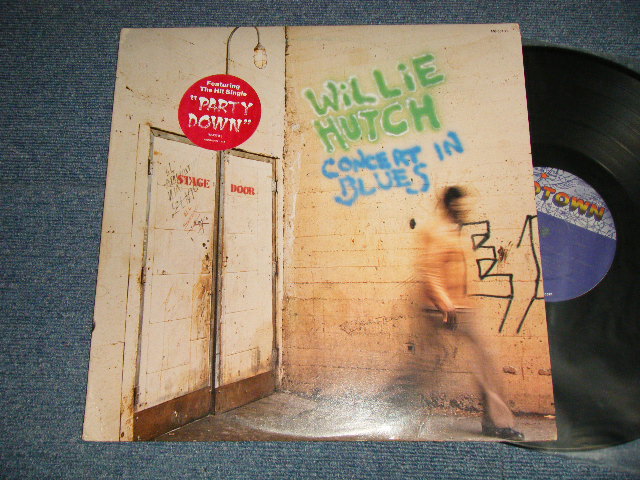 Featuring
The Hit Single
"PARTY
DOWN"
WILLIE
HUTCH
CONCERT IN
BLUES
STAGE
DOOR
MOTOWN